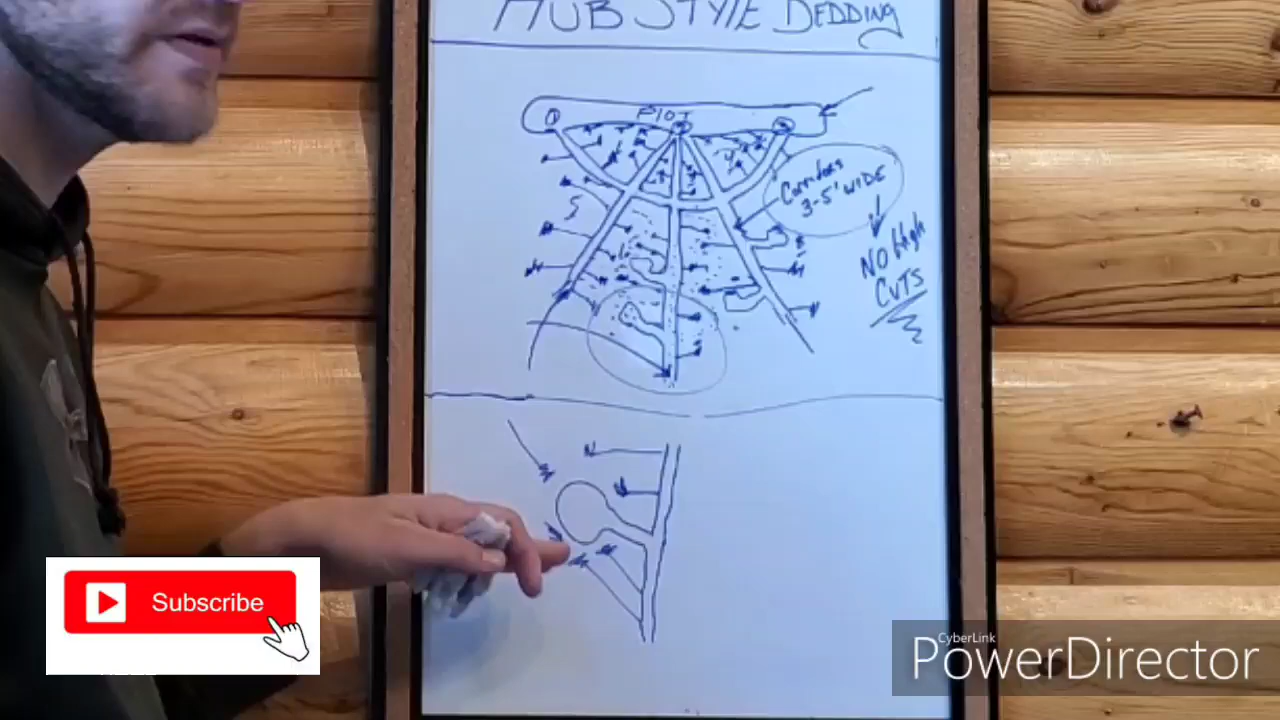 HUB STYLE BEDDING
PLOT
Corridors
3-5' WIDE
NO High
CUTS
Subscribe
CyberLink
PowerDirector